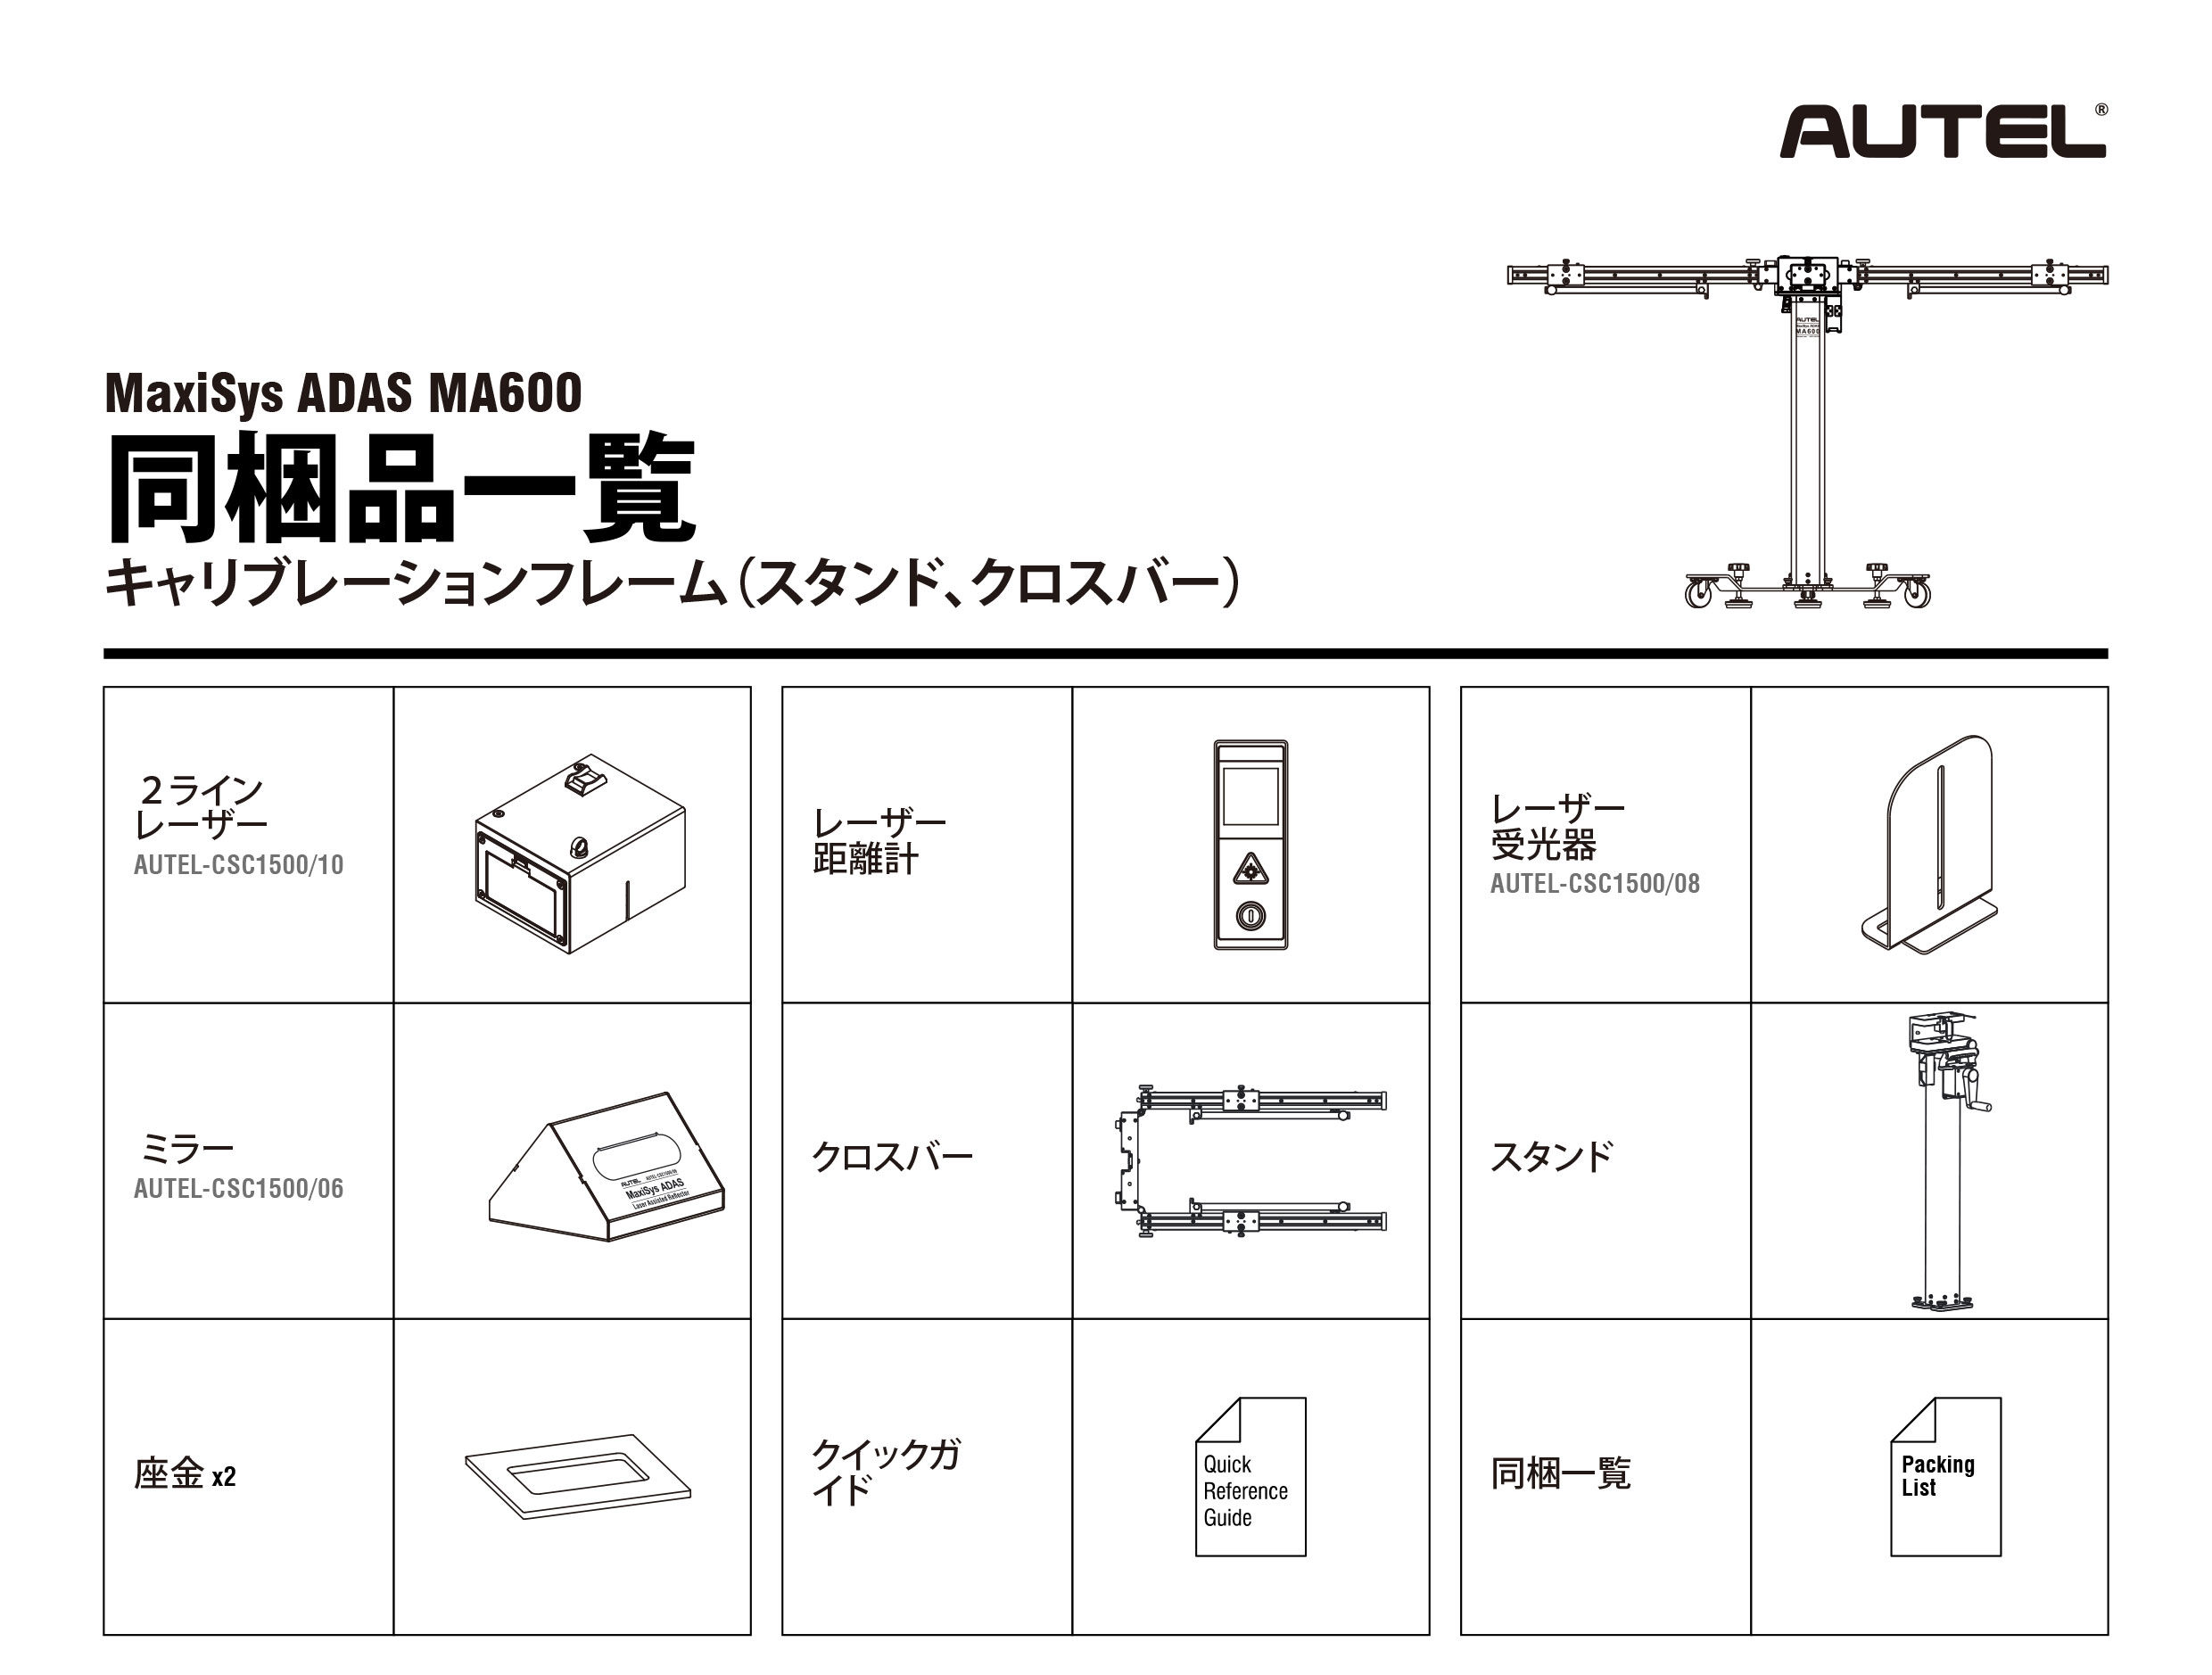 AUTEL®
AUTEL
MaxiSys ADAS
MA600
MaxiSys ADAS MA600
同梱品一覧
キャリブレーションフレーム（スタンド、クロスバー）
２ライン
レーザー
AUTEL-CSC1500/10
レーザー
距離計
レーザー
受光器
AUTEL-CSC1500/08
ミラー
AUTEL-CSC1500/06
AUTEL
MaxiSys ADAS
Laser Assisted Reflector
クロスバー
スタンド
座金 x2
クイックガ
イド
Quick
Reference
Guide
同梱一覧
Packing
List